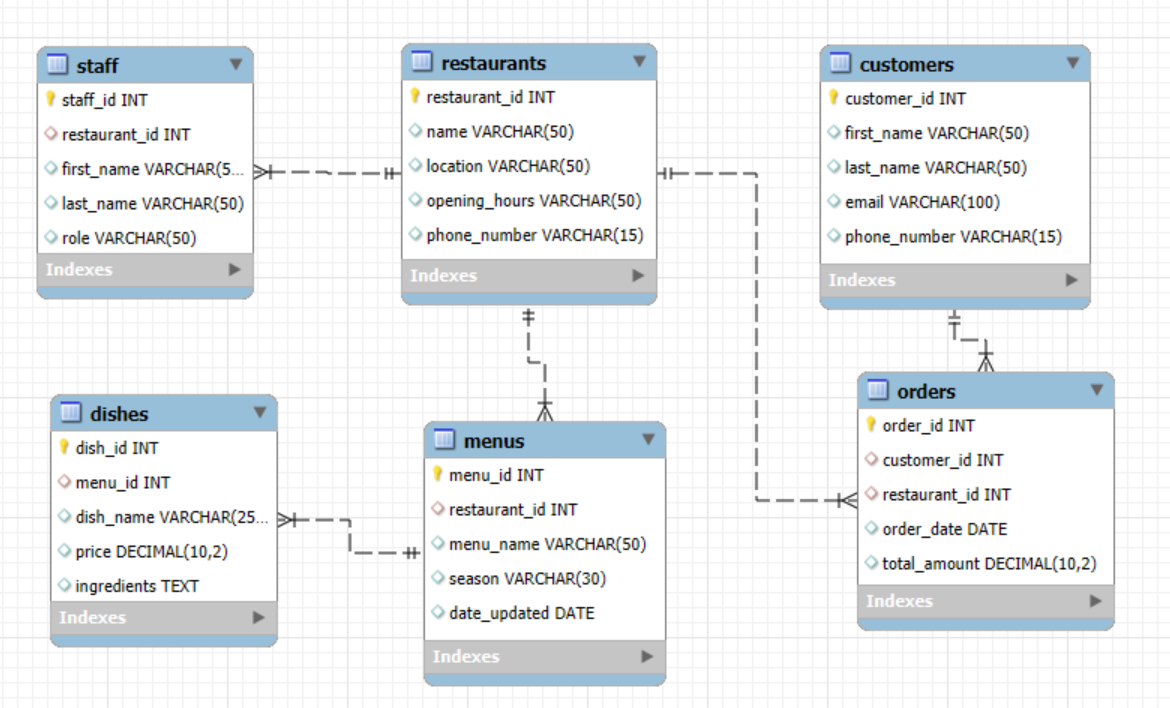 staff
staff_id INT
restaurant_id INT
first_name VARCHAR(5...
last_name VARCHAR(50)
role VARCHAR(50)
Indexes
restaurants
restaurant_id INT
name VARCHAR(50)
location VARCHAR(50)
opening_hours VARCHAR(50)
phone_number VARCHAR(15)
Indexes
customers
customer_id INT
first_name VARCHAR(50)
last_name VARCHAR(50)
email VARCHAR(100)
phone_number VARCHAR(15)
Indexes
dishes
dish_id INT
menu_id INT
dish_name VARCHAR(25...
price DECIMAL(10,2)
ingredients TEXT
Indexes
menus
menu_id INT
restaurant_id INT
menu_name VARCHAR(50)
season VARCHAR(30)
date_updated DATE
Indexes
orders
order_id INT
customer_id INT
restaurant_id INT
order_date DATE
total_amount DECIMAL(10,2)
Indexes